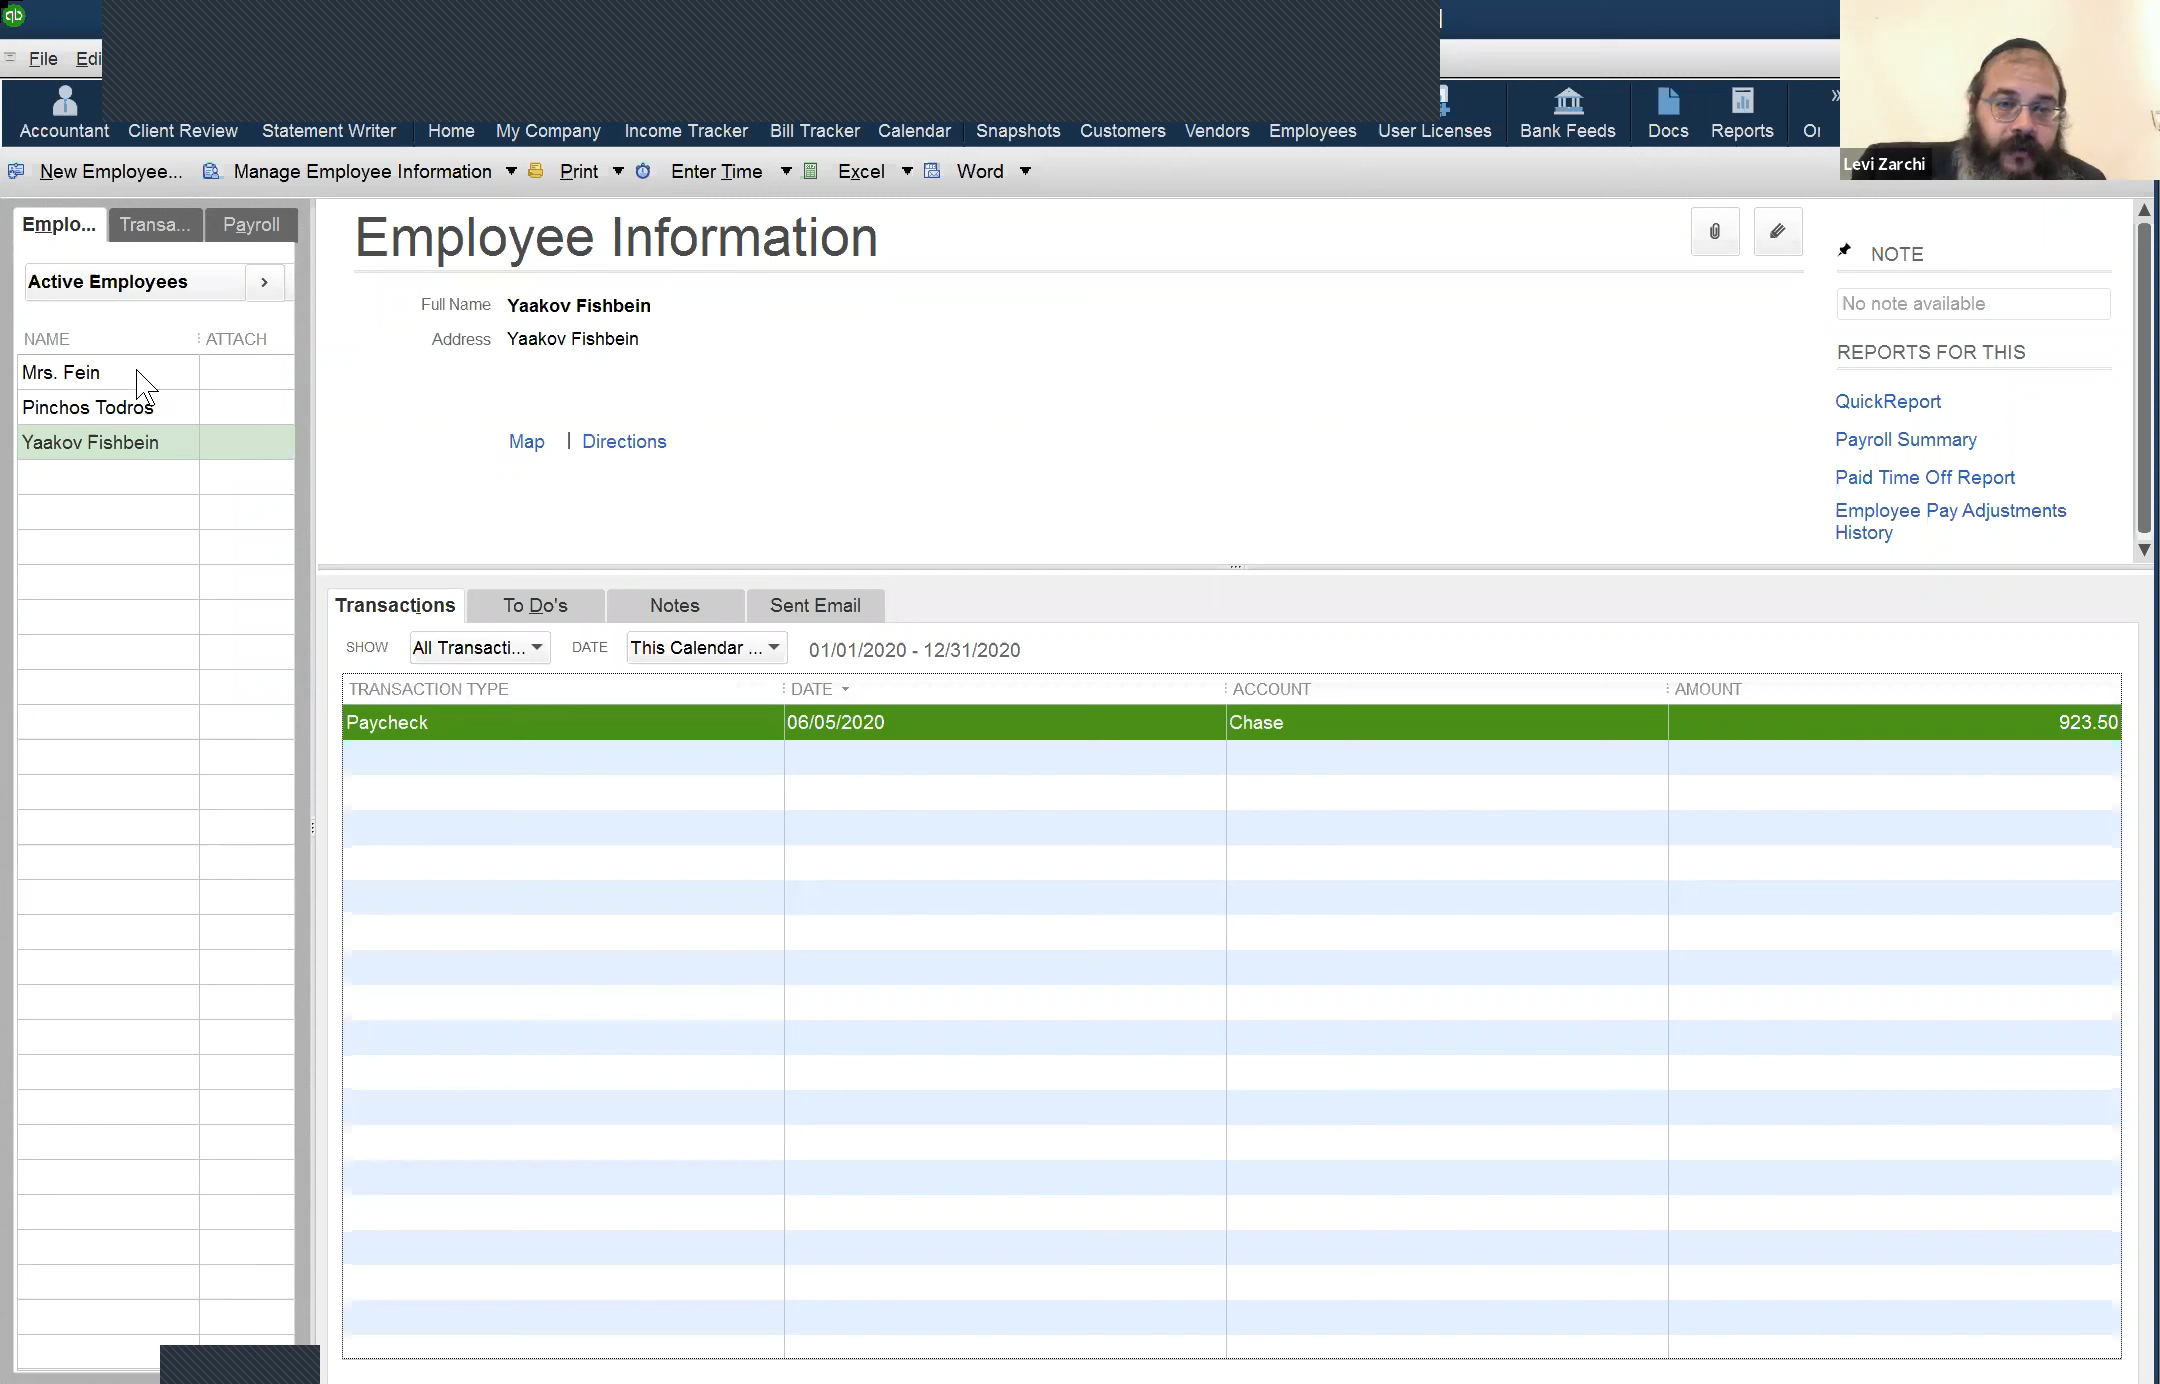 qb
File Edi
Accountant Client Review Statement Writer Home My Company Income Tracker Bill Tracker Calendar Snapshots Customers Vendors Employees User Licenses Bank Feeds Docs Reports
Levi Zarchi
New Employee... Manage Employee Information Print Enter Time Excel Word
Emplo... Transa... Payroll
Active Employees
NAME ATTACH
Mrs. Fein
Pinchos Todros
Yaakov Fishbein
Employee Information
Full Name Yaakov Fishbein
Address Yaakov Fishbein
Map | Directions
NOTE
No note available
REPORTS FOR THIS
QuickReport
Payroll Summary
Paid Time Off Report
Employee Pay Adjustments
History
Transactions To Do's Notes Sent Email
SHOW All Transacti... DATE This Calendar ... 01/01/2020 - 12/31/2020
TRANSACTION TYPE DATE ACCOUNT AMOUNT
Paycheck 06/05/2020 Chase 923.50